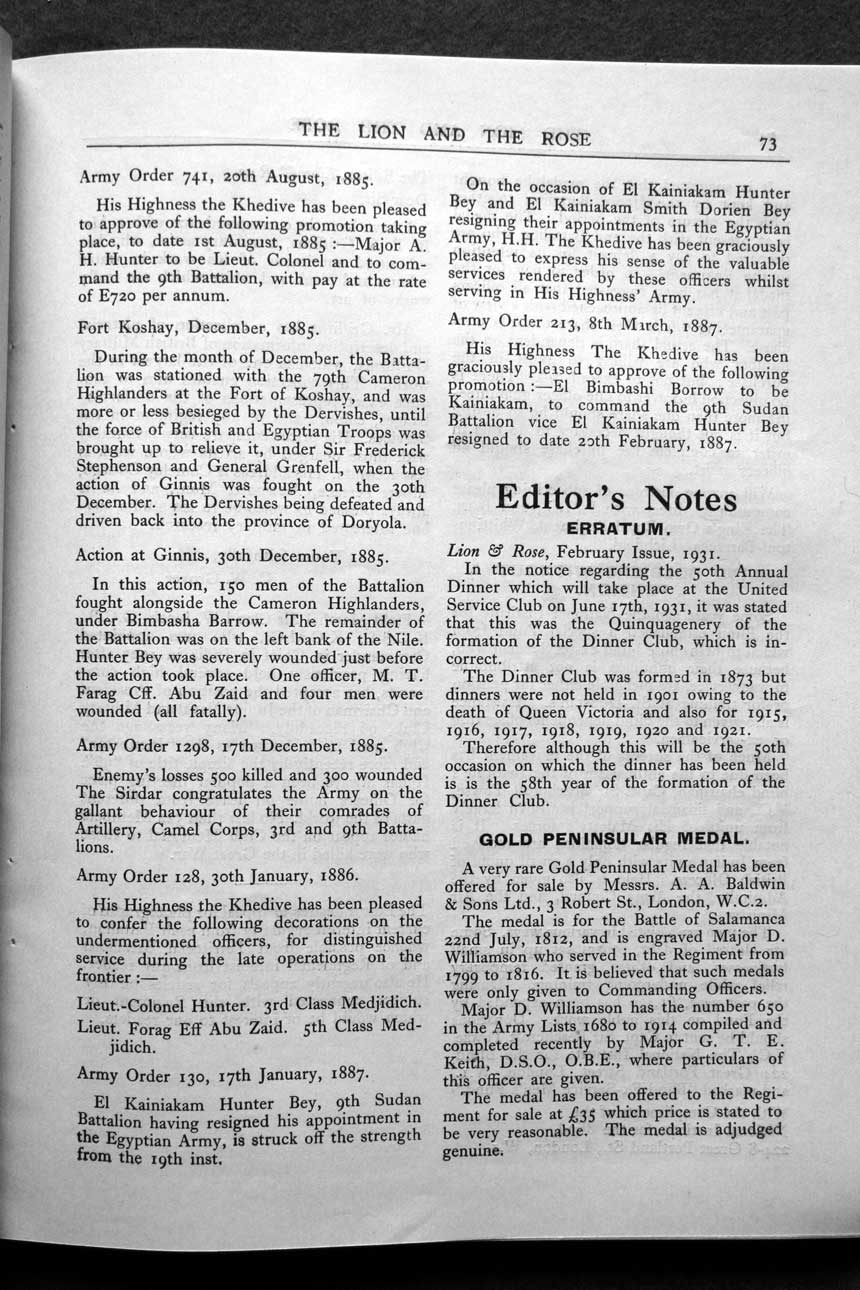 THE LION AND THE ROSE
73
Army Order 741, 20th August, 1885.
His Highness the Khedive has been pleased
to approve of the following promotion taking
place, to date 1st August, 1885 :—Major A.
H. Hunter to be Lieut. Colonel and to com-
mand the 9th Battalion, with pay at the rate
of E720 per annum.
Fort Koshay, December, 1885.
During the month of December, the Batta-
lion was stationed with the 79th Cameron
Highlanders at the Fort of Koshay, and was
more or less besieged by the Dervishes, until
the force of British and Egyptian Troops was
brought up to relieve it, under Sir Frederick
Stephenson and General Grenfell, when the
action of Ginnis was fought on the 30th
December. The Dervishes being defeated and
driven back into the province of Doryola.
Action at Ginnis, 30th December, 1885.
In this action, 150 men of the Battalion
fought alongside the Cameron Highlanders,
under Bimbasha Barrow. The remainder of
the Battalion was on the left bank of the Nile.
Hunter Bey was severely wounded just before
the action took place. One officer, M. T.
Farag Cff. Abu Zaid and four men were
wounded (all fatally).
Army Order 1298, 17th December, 1885.
Enemy's losses 500 killed and 300 wounded
The Sirdar congratulates the Army on the
gallant behaviour of their comrades of
Artillery, Camel Corps, 3rd and 9th Batta-
lions.
Army Order 128, 30th January, 1886.
His Highness the Khedive has been pleased
to confer the following decorations on the
undermentioned officers, for distinguished
service during the late operations on the
frontier :—
Lieut.-Colonel Hunter. 3rd Class Medjidich.
Lieut. Forag Eff Abu Zaid. 5th Class Med-
jidich.
Army Order 130, 17th January, 1887.
El Kainiakam Hunter Bey, 9th Sudan
Battalion having resigned his appointment in
the Egyptian Army, is struck off the strength
from the 19th inst.
On the occasion of El Kainiakam Hunter
Bey and El Kainiakam Smith Dorien Bey
resigning their appointments in the Egyptian
Army, H.H. The Khedive has been graciously
pleased to express his sense of the valuable
services rendered by these officers whilst
serving in His Highness' Army.
Army Order 213, 8th March, 1887.
His Highness The Khedive has been
graciously pleased to approve of the following
promotion :—El Bimbashi Borrow to be
Kainiakam, to command the 9th Sudan
Battalion vice El Kainiakam Hunter Bey
resigned to date 20th February, 1887.
Editor's Notes
ERRATUM.
Lion & Rose, February Issue, 1931.
In the notice regarding the 50th Annual
Dinner which will take place at the United
Service Club on June 17th, 1931, it was stated
that this was the Quinquagenery of the
formation of the Dinner Club, which is in-
correct.
The Dinner Club was formed in 1873 but
dinners were not held in 1901 owing to the
death of Queen Victoria and also for 1915,
1916, 1917, 1918, 1919, 1920 and 1921.
Therefore although this will be the 50th
occasion on which the dinner has been held
is is the 58th year of the formation of the
Dinner Club.
GOLD PENINSULAR MEDAL.
A very rare Gold Peninsular Medal has been
offered for sale by Messrs. A. A. Baldwin
& Sons Ltd., 3 Robert St., London, W.C.2.
The medal is for the Battle of Salamanca
22nd July, 1812, and is engraved Major D.
Williamson who served in the Regiment from
1799 to 1816. It is believed that such medals
were only given to Commanding Officers.
Major D. Williamson has the number 650
in the Army Lists 1680 to 1914 compiled and
completed recently by Major G. T. E.
Keith, D.S.O., O.B.E., where particulars of
this officer are given.
The medal has been offered to the Regi-
ment for sale at £35 which price is stated to
be very reasonable. The medal is adjudged
genuine.